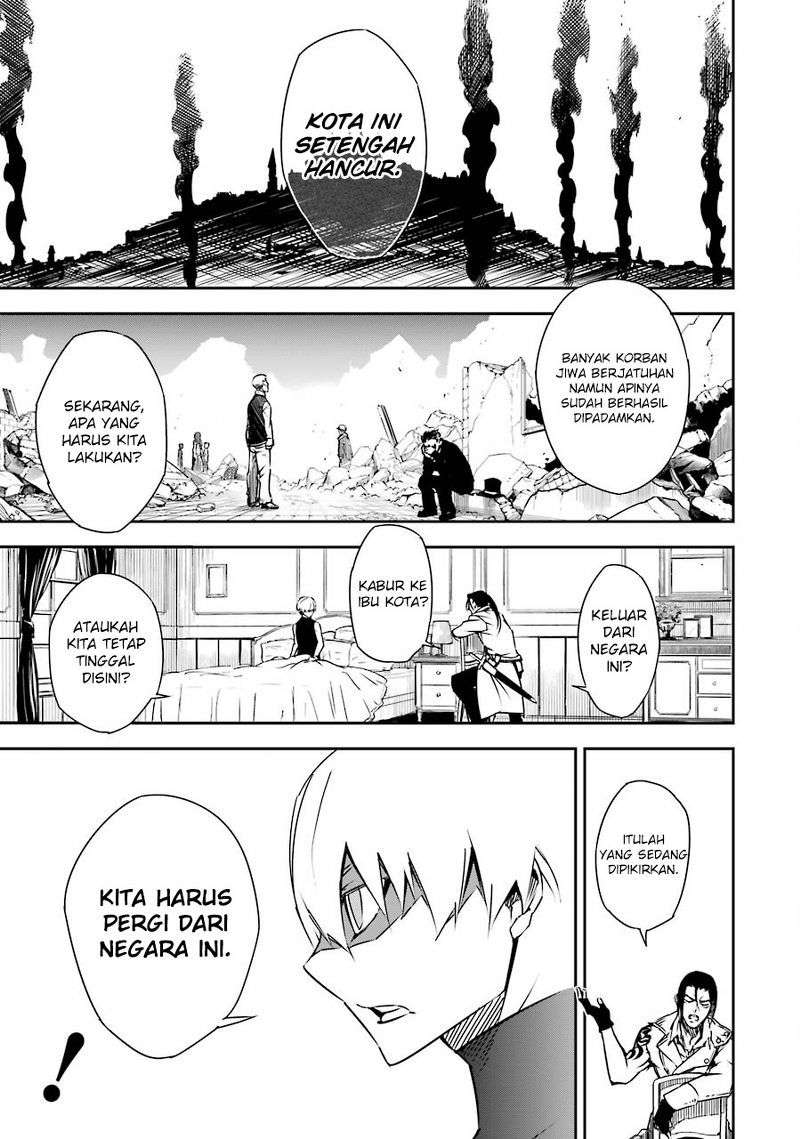 KOTA INI
SETENGAH
HANCUR.
BANYAK KORBAN
JIWA BERJATUHAN
NAMUN APINYA
SUDAH BERHASIL
DIPADAMKAN.
SEKARANG,
APA YANG
HARUS KITA
LAKUKAN?
KELUAR
DARI
NEGARA
INI?
KABUR KE
IBU KOTA?
ATAUKAH
KITA TETAP
TINGGAL
DISINI?
ITULAH
YANG SEDANG
DIPIKIRKAN.
KITA HARUS
PERGI DARI
NEGARA INI.
!